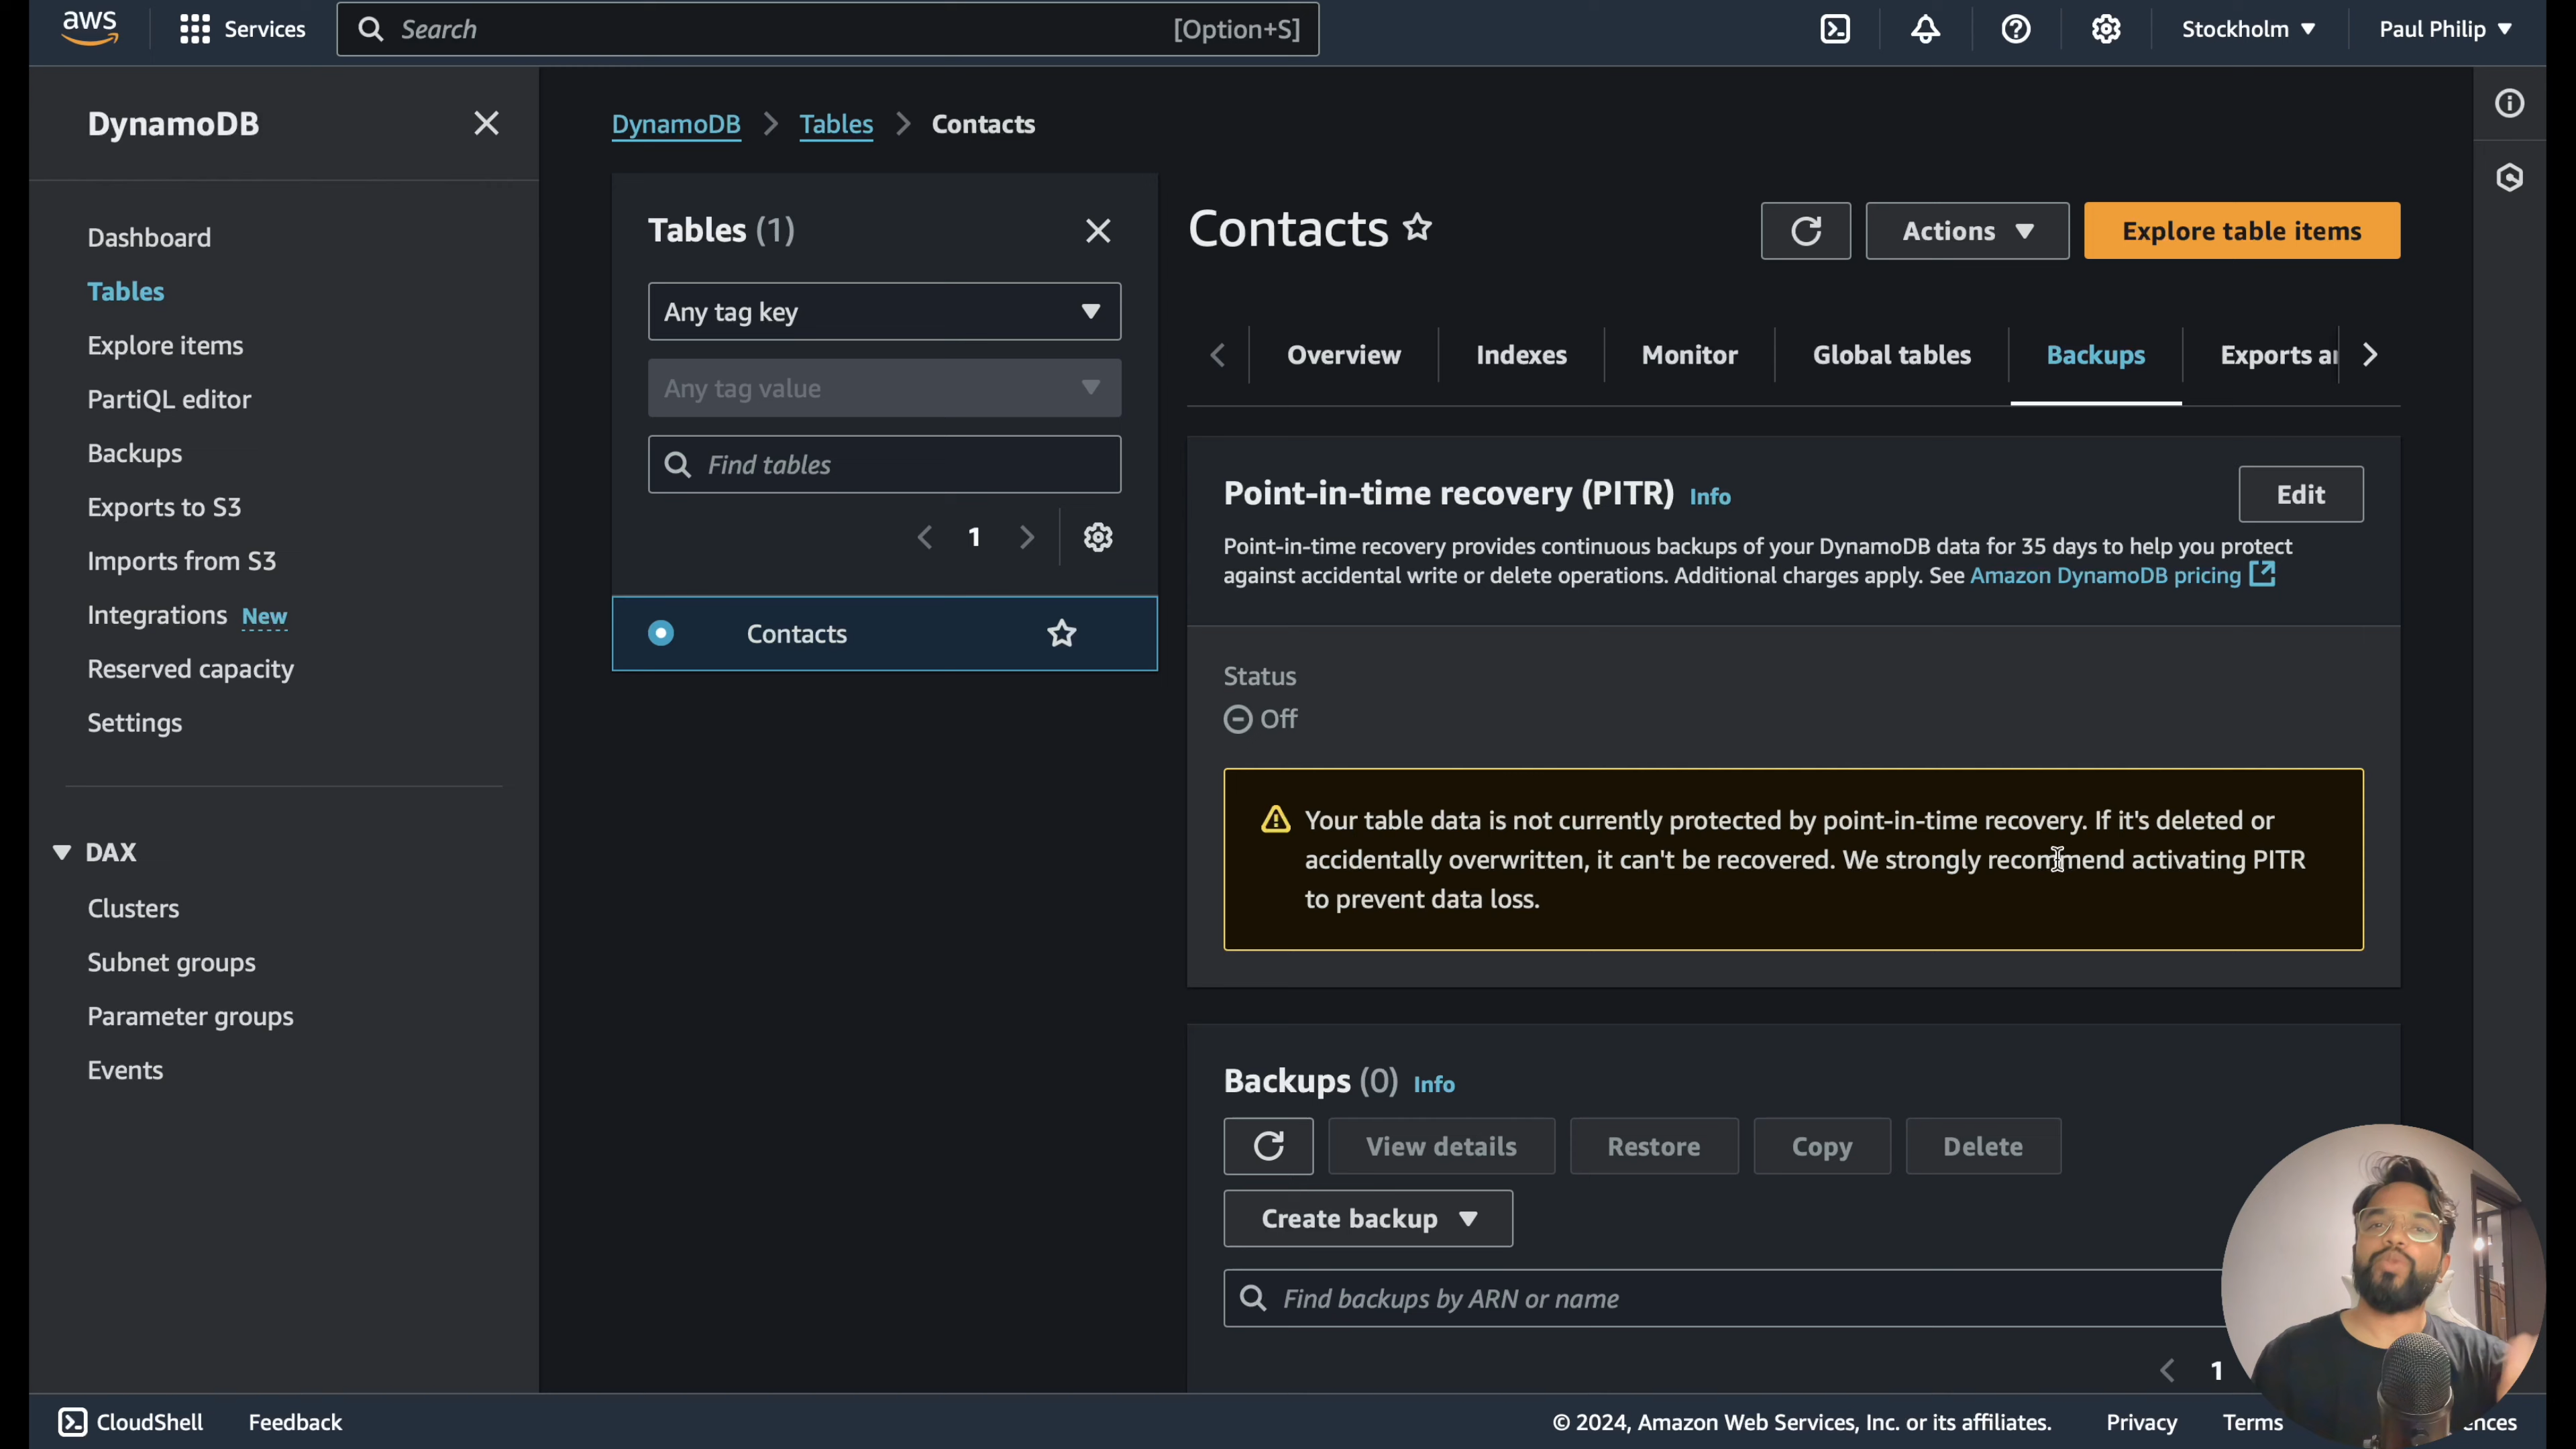 aws
Services
Search
[Option+S]
Stockholm
Paul Philip
DynamoDB
Dashboard
Tables
Explore items
PartiQL editor
Backups
Exports to S3
Imports from S3
Integrations New
Reserved capacity
Settings
DAX
Clusters
Subnet groups
Parameter groups
Events
DynamoDB
Tables
Contacts
Tables (1)
Any tag key
Any tag value
Find tables
1
Contacts
Contacts
Actions
Explore table items
Overview
Indexes
Monitor
Global tables
Backups
Exports
Point-in-time recovery (PITR) Info
Edit
Point-in-time recovery provides continuous backups of your DynamoDB data for 35 days to help you protect
against accidental write or delete operations. Additional charges apply. See Amazon DynamoDB pricing
Status
Off
Your table data is not currently protected by point-in-time recovery. If it's deleted or
accidentally overwritten, it can't be recovered. We strongly recommend activating PITR
to prevent data loss.
Backups (0) Info
View details
Restore
Copy
Delete
Create backup
Find backups by ARN or name
1
CloudShell
Feedback
© 2024, Amazon Web Services, Inc. or its affiliates.
Privacy
Terms